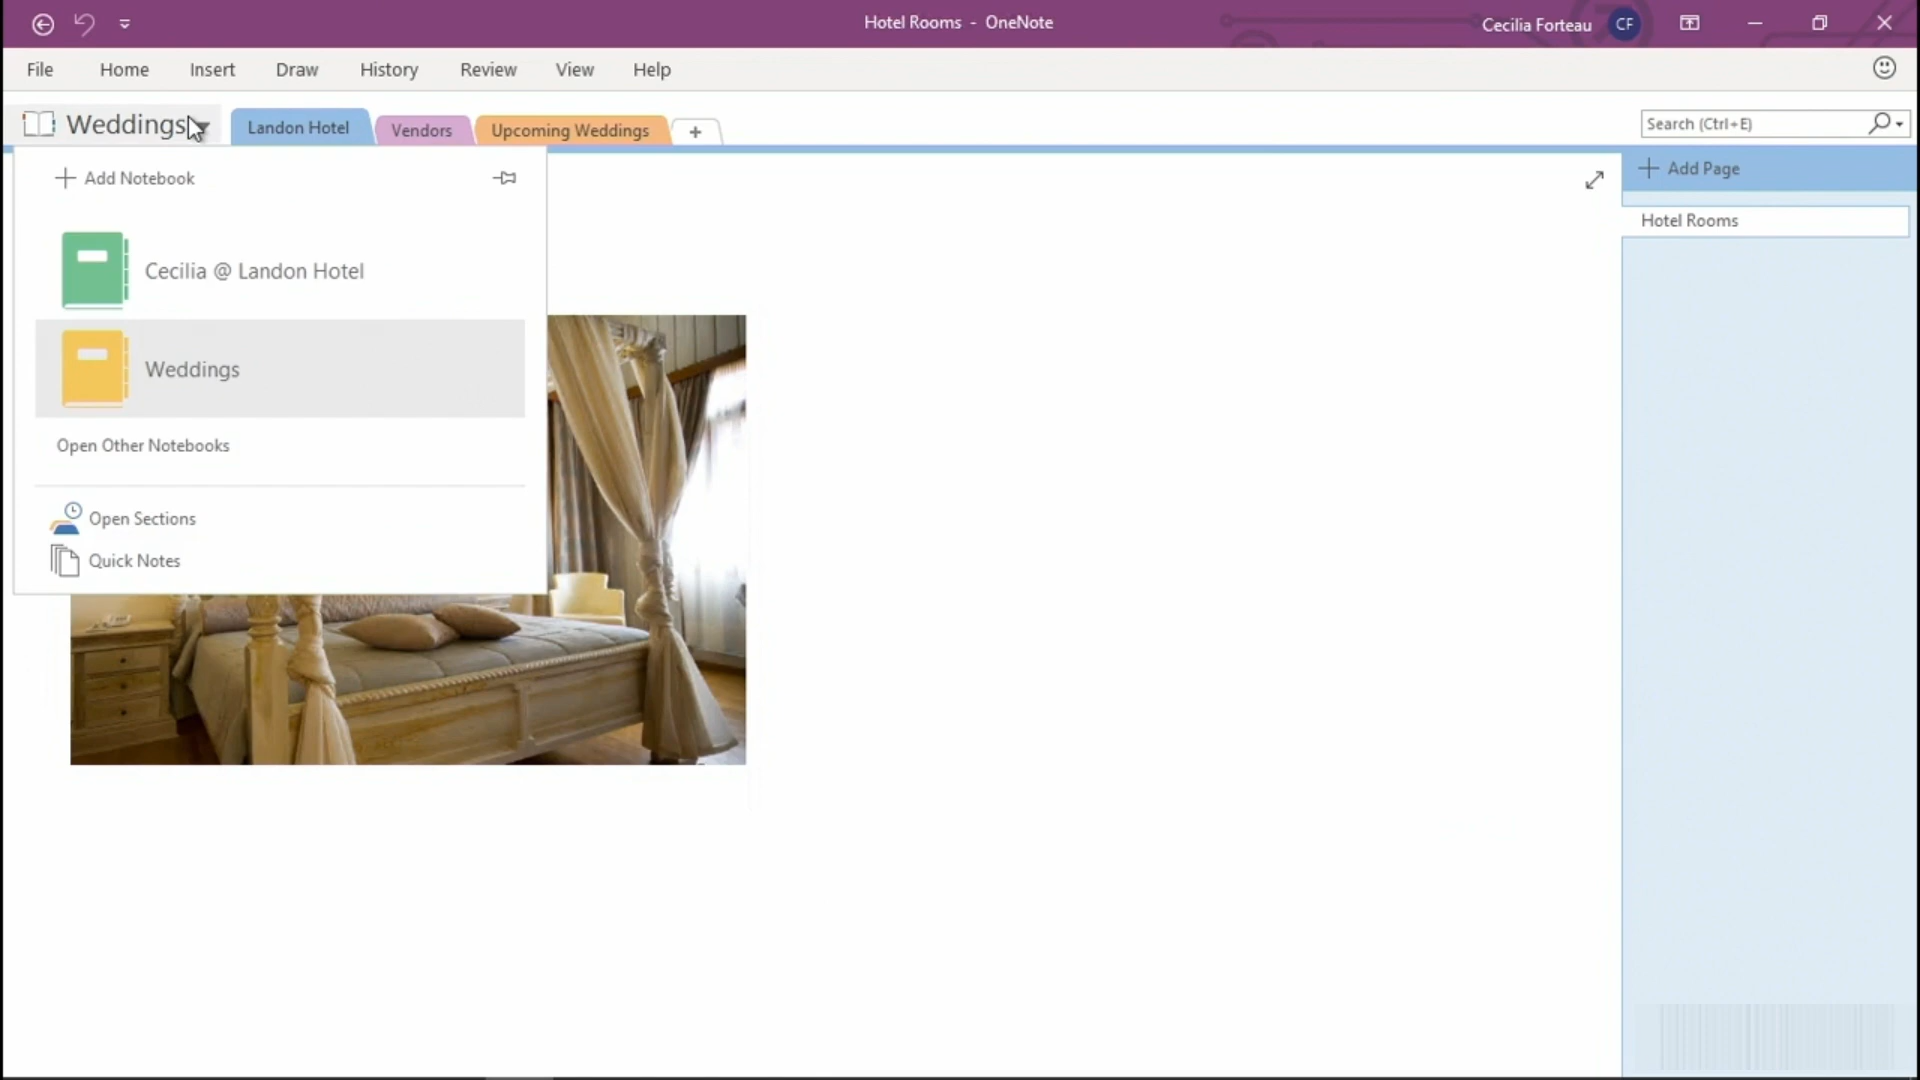 Hotel Rooms - OneNote
Cecilia Forteau
CF
File Home Insert Draw History Review View Help
Weddings
Landon Hotel
Vendors
Upcoming Weddings
+
Search (Ctrl+E)
Add Notebook
Add Page
Hotel Rooms
Cecilia @ Landon Hotel
Weddings
Open Other Notebooks
Open Sections
Quick Notes